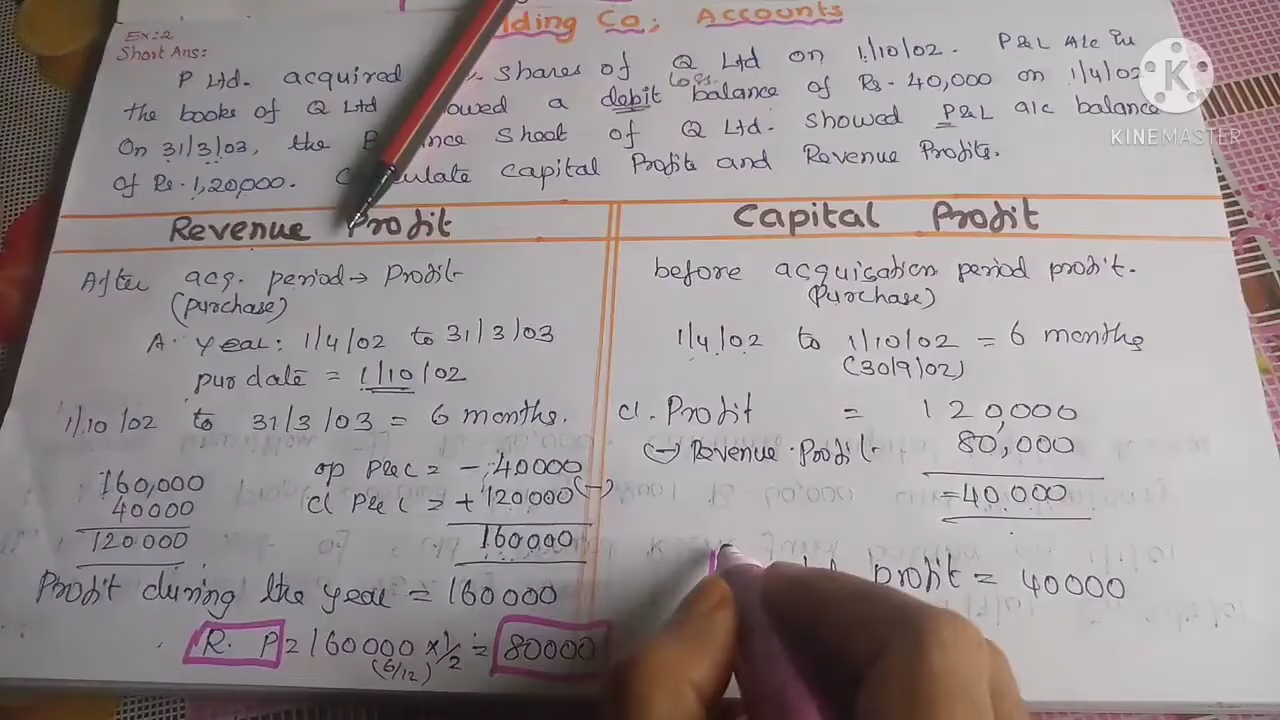 Ex:2
Holding Co; Accounts
Short Ans:
P Ltd. acquired shares of Q Ltd on 1/10/02. P&L A/c in
loss.
the books of Q Ltd showed a debit balance of Rs. 40,000 on 1/4/02
On 31/3/03, the Balance Sheet of Q Ltd. showed P&L a/c balance
of Rs. 1,20,000. Calculate Capital Profit and Revenue Profits.
KINEMASTER
Revenue Profit
Capital Profit
After acq. period → Profit
(purchase)
A. year: 1/4/02 to 31/3/03
pur date = 1/10/02
1/10/02 to 31/3/03 = 6 months.
160,000
40000
120000
op P&L = - 40000
cl P&L = + 120000 (-)
160000
Profit during the year = 160000
R. P = 160000 x 1/2 = 80000
(6/12)
before acquisation period profit.
(purchase)
1/4/02 to 1/10/02 = 6 months
(30/9/02)
cl. Profit = 120,000
(-) Revenue Profit 80,000
= 40,000
profit = 40000